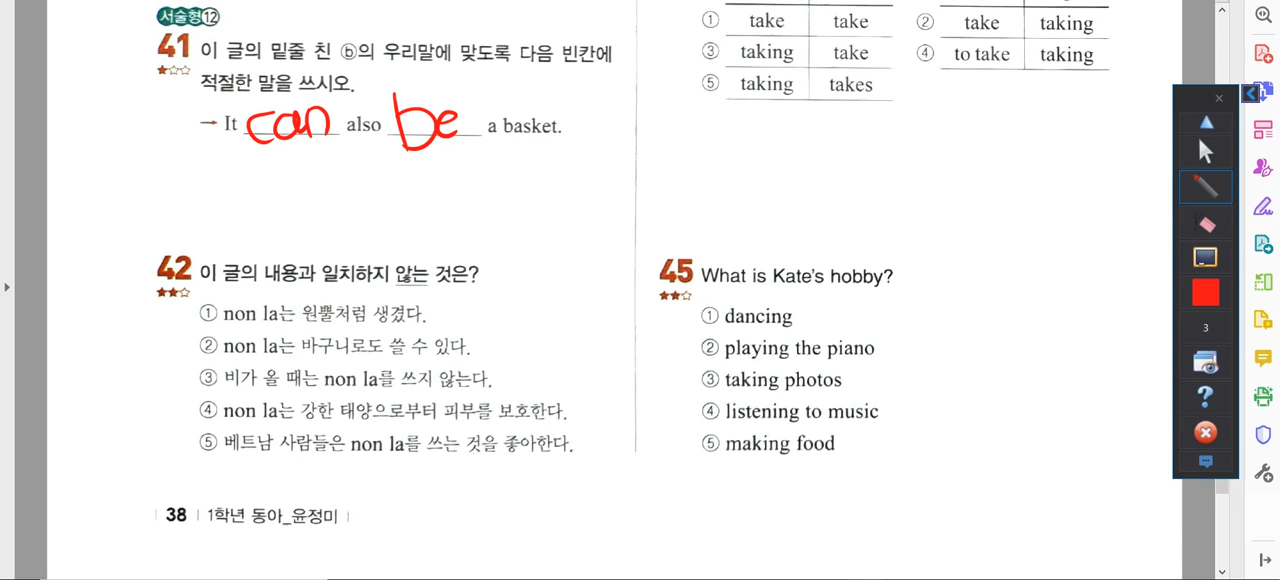 서술형 12
41 이 글의 밑줄 친 ⓑ의 우리말에 맞도록 다음 빈칸에
적절한 말을 쓰시오.
→ It can also be a basket.
42 이 글의 내용과 일치하지 않는 것은?
① non la는 원뿔처럼 생겼다.
② non la는 바구니로도 쓸 수 있다.
③ 비가 올 때는 non la를 쓰지 않는다.
④ non la는 강한 태양으로부터 피부를 보호한다.
⑤ 베트남 사람들은 non la를 쓰는 것을 좋아한다.
38 1학년 동아_윤정미
① take take ② take taking
③ taking take ④ to take taking
⑤ taking takes
45 What is Kate's hobby?
① dancing
② playing the piano
③ taking photos
④ listening to music
⑤ making food
3